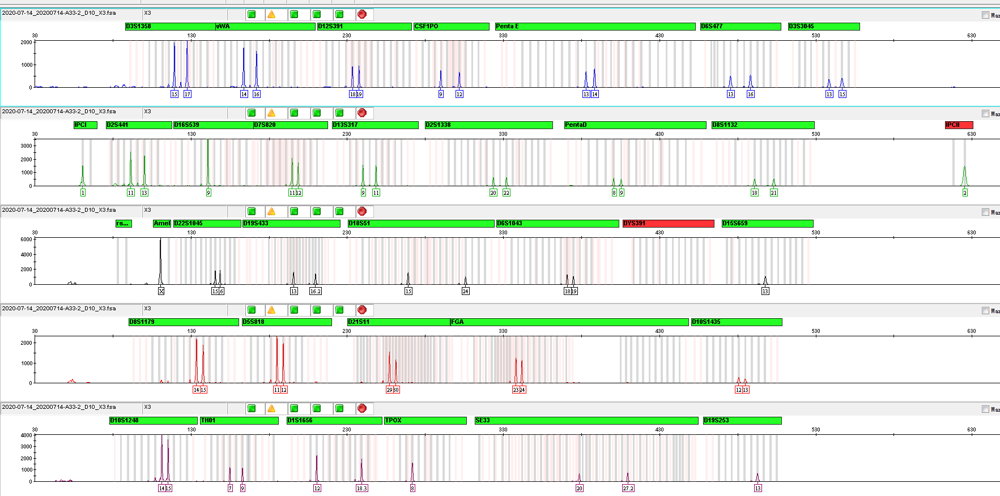 2020-07-14_20200714-A33-2_D10_X3.fsa X3 Mar
D3S1358 vWA D12S391 CSF1PO Penta E D6S477 D3S3045
30 130 230 330 430 530 630
2000
1000
0
15 17 14 16 18 19 9 12 13 14 13 16 13 15
2020-07-14_20200714-A33-2_D10_X3.fsa X3 Mar
IPCI D2S441 D16S539 D7S820 D13S317 D2S1338 PentaD D8S1132 IPCII
30 130 230 330 430 530 630
3000
2000
1000
0
1 11 13 9 11 12 9 11 20 22 8 9 18 21 2
2020-07-14_20200714-A33-2_D10_X3.fsa X3 Mar
rs... Amel D22S1045 D19S433 D18S51 D6S1043 DYS391 D15S659
30 130 230 330 430 530 630
6000
4000
2000
0
X 15 16 13 16.2 15 24 18 19 13
2020-07-14_20200714-A33-2_D10_X3.fsa X3 Mar
D8S1179 D5S818 D21S11 FGA D10S1435
30 130 230 330 430 530 630
2000
1000
0
14 15 11 12 29 30 23 24 12 13
2020-07-14_20200714-A33-2_D10_X3.fsa X3 Mar
D10S1248 TH01 D1S1656 TPOX SE33 D19S253
30 130 230 330 430 530 630
4000
3000
2000
1000
0
14 15 7 9 12 18.3 8 20 27.2 13